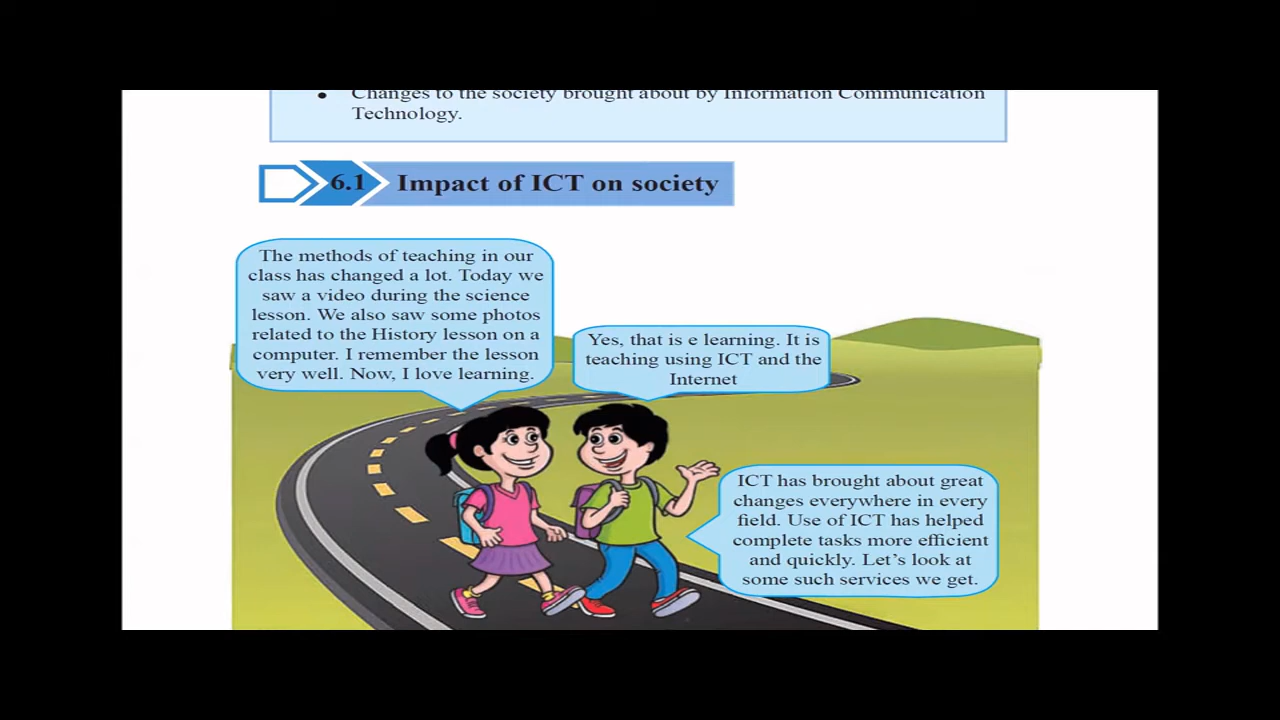 • Changes to the society brought about by Information Communication
Technology.
6.1 Impact of ICT on society
The methods of teaching in our
class has changed a lot. Today we
saw a video during the science
lesson. We also saw some photos
related to the History lesson on a
computer. I remember the lesson
very well. Now, I love learning.
Yes, that is e learning. It is
teaching using ICT and the
Internet
ICT has brought about great
changes everywhere in every
field. Use of ICT has helped
complete tasks more efficient
and quickly. Let’s look at
some such services we get.